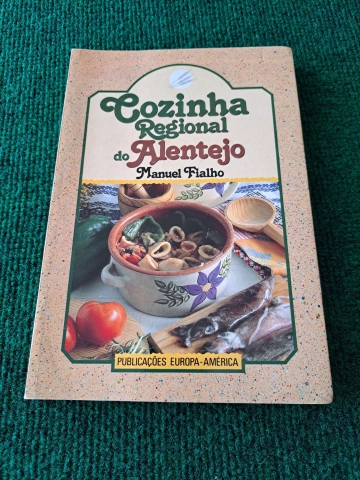 Cozinha
Regional
do Alentejo
Manuel Fialho
PUBLICAÇÕES EUROPA-AMÉRICA